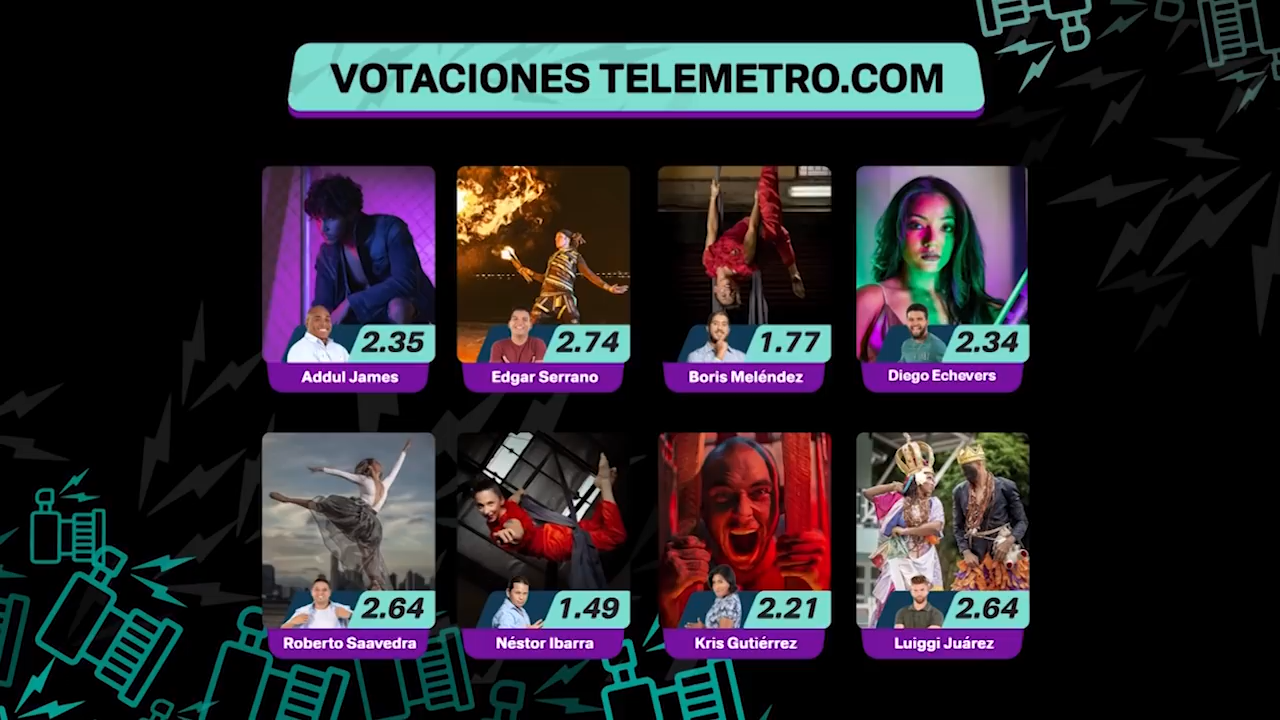 VOTACIONES TELEMETRO.COM
2.35
2.74
1.77
2.34
Addul James
Edgar Serrano
Boris Meléndez
Diego Echevers
2.64
1.49
2.21
2.64
Roberto Saavedra
Néstor Ibarra
Kris Gutiérrez
Luiggi Juárez